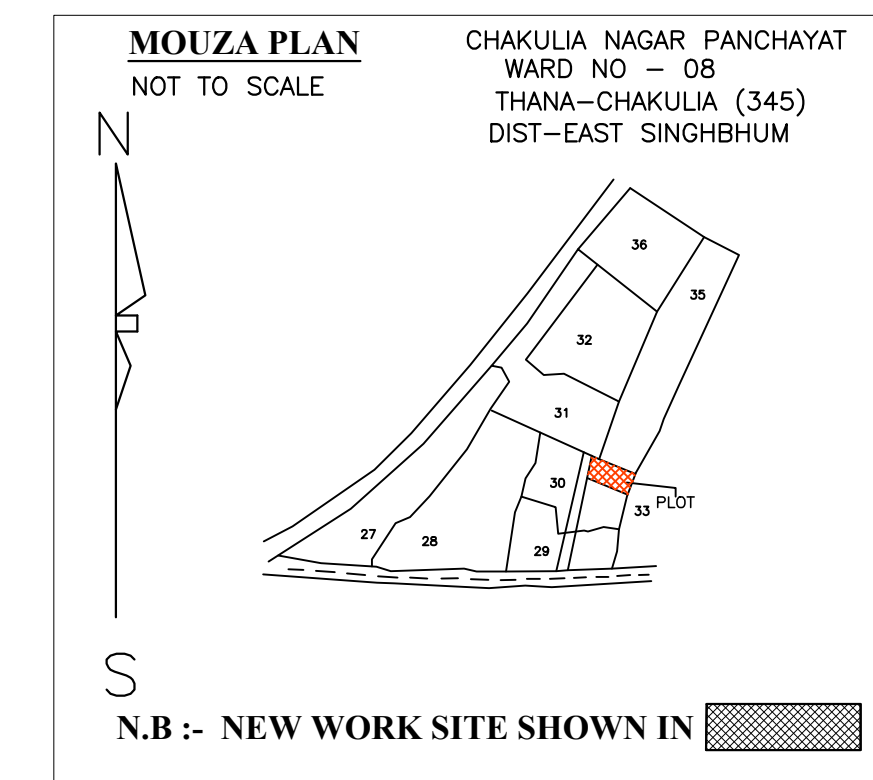 MOUZA PLAN
NOT TO SCALE
CHAKULIA NAGAR PANCHAYAT
WARD NO – 08
THANA–CHAKULIA (345)
DIST–EAST SINGHBHUM
N
36
35
32
31
30
33 PLOT
27
28
29
S
N.B :- NEW WORK SITE SHOWN IN